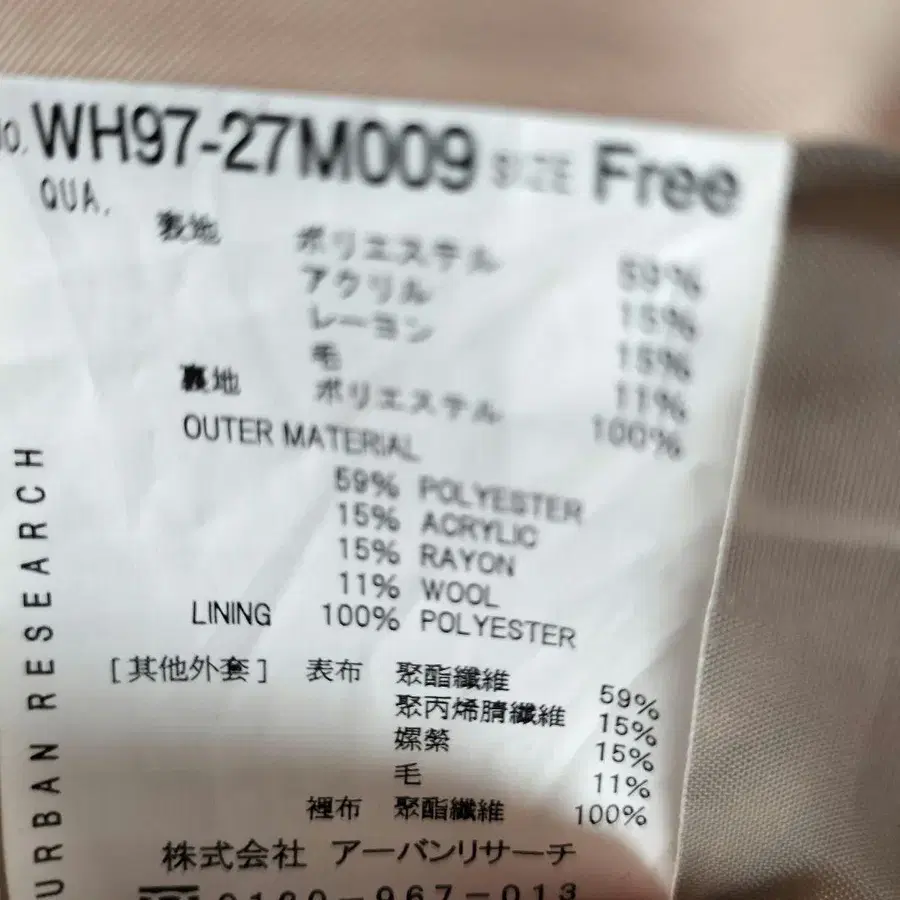 NO. WH97-27M009 SIZE Free
QUA.
表地 ポリエステル 59%
アクリル 15%
レーヨン 15%
毛 11%
裏地 ポリエステル 100%
OUTER MATERIAL
59% POLYESTER
15% ACRYLIC
15% RAYON
11% WOOL
LINING 100% POLYESTER
[其他外套] 表布 聚酯纖維 59%
聚丙烯腈纖維 15%
嫘縈 15%
毛 11%
裡布 聚酯纖維 100%
株式会社 アーバンリサーチ
0120-967-013
URBAN RESEARCH